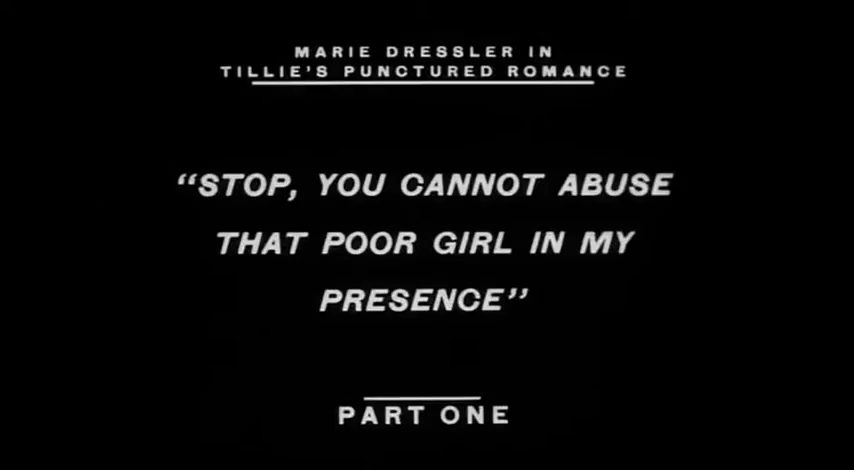 MARIE DRESSLER IN
TILLIE'S PUNCTURED ROMANCE
"STOP, YOU CANNOT ABUSE
THAT POOR GIRL IN MY
PRESENCE"
PART ONE